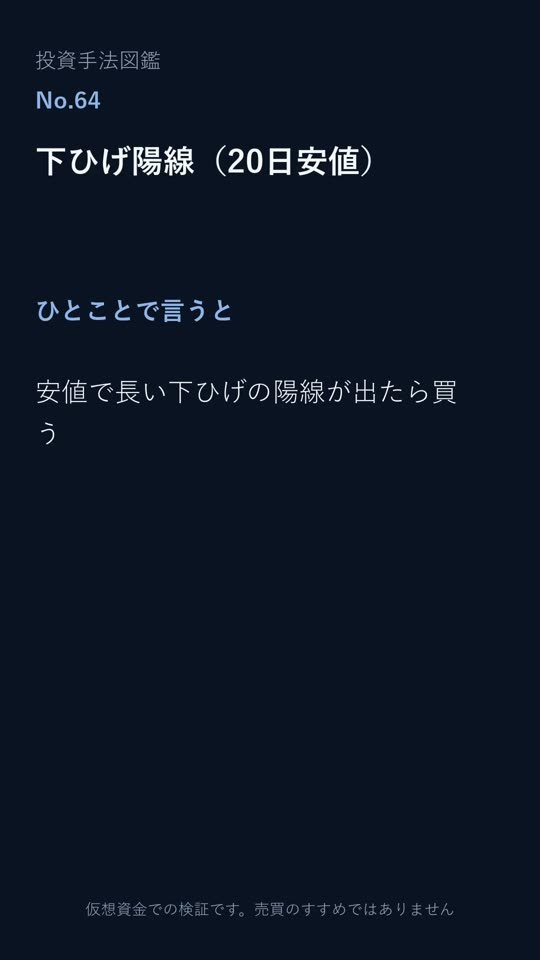 投資手法図鑑
No.64
下ひげ陽線（20日安値）
ひとことで言うと
安値で長い下ひげの陽線が出たら買
う
仮想資金での検証です。売買のすすめではありません